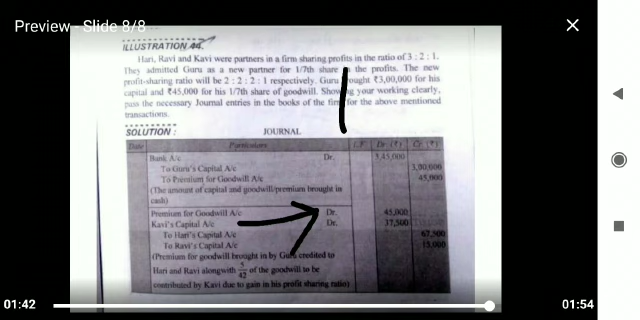 Preview - Slide 8/8
ILLUSTRATION 44.
Hari, Ravi and Kavi were partners in a firm sharing profits in the ratio of 3 : 2 : 1.
They admitted Guru as a new partner for 1/7th share in the profits. The new
profit-sharing ratio will be 2 : 2 : 2 : 1 respectively. Guru brought ₹3,00,000 for his
capital and ₹45,000 for his 1/7th share of goodwill. Showing your working clearly,
pass the necessary Journal entries in the books of the firm for the above mentioned
transactions.
SOLUTION : JOURNAL
Date Particulars L.F. Dr. (₹) Cr. (₹)
Bank A/c Dr. 3,45,000
To Guru's Capital A/c 3,00,000
To Premium for Goodwill A/c 45,000
(The amount of capital and goodwill/premium brought in
cash)
Premium for Goodwill A/c Dr. 45,000
Kavi's Capital A/c Dr. 37,500
To Hari's Capital A/c 67,500
To Ravi's Capital A/c 15,000
(Premium for goodwill brought in by Guru credited to
Hari and Ravi alongwith 5/42 of the goodwill to be
contributed by Kavi due to gain in his profit sharing ratio)
01:42 01:54